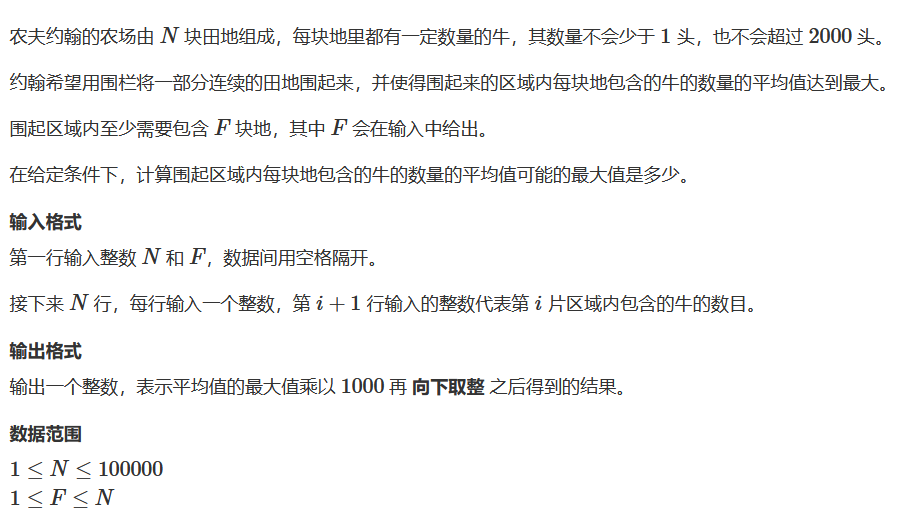 农夫约翰的农场由 N 块田地组成，每块地里都有一定数量的牛，其数量不会少于 1 头，也不会超过 2000 头。
约翰希望用围栏将一部分连续的田地围起来，并使得围起来的区域内每块地包含的牛的数量的平均值达到最大。
围起区域内至少需要包含 F 块地，其中 F 会在输入中给出。
在给定条件下，计算围起区域内每块地包含的牛的数量的平均值可能的最大值是多少。
输入格式
第一行输入整数 N 和 F，数据间用空格隔开。
接下来 N 行，每行输入一个整数，第 i + 1 行输入的整数代表第 i 片区域内包含的牛的数目。
输出格式
输出一个整数，表示平均值的最大值乘以 1000 再 向下取整 之后得到的结果。
数据范围
1 ≤ N ≤ 100000
1 ≤ F ≤ N